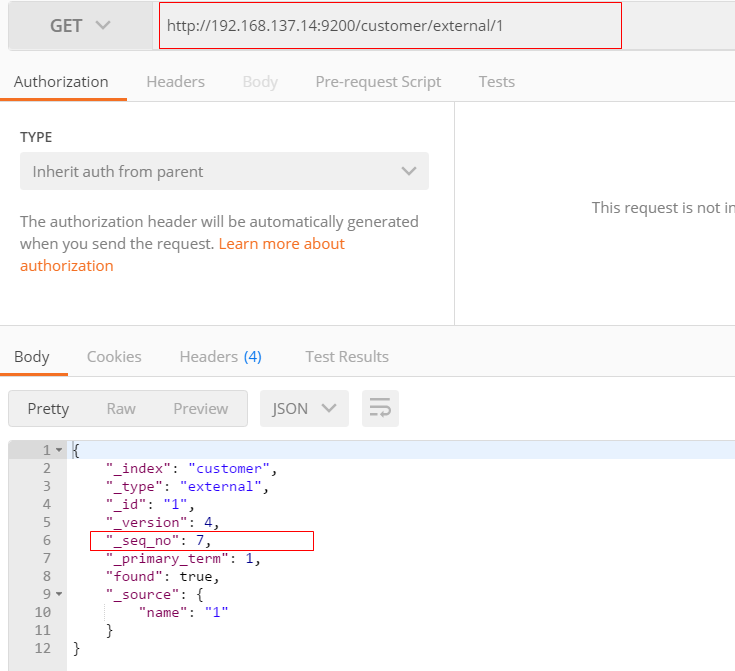 GET
http://192.168.137.14:9200/customer/external/1
Authorization Headers Body Pre-request Script Tests
TYPE
Inherit auth from parent
The authorization header will be automatically generated
when you send the request. Learn more about
authorization
This request is not in
Body Cookies Headers (4) Test Results
Pretty Raw Preview JSON
1 {
2 "_index": "customer",
3 "_type": "external",
4 "_id": "1",
5 "_version": 4,
6 "_seq_no": 7,
7 "_primary_term": 1,
8 "found": true,
9 "_source": {
10 "name": "1"
11 }
12 }